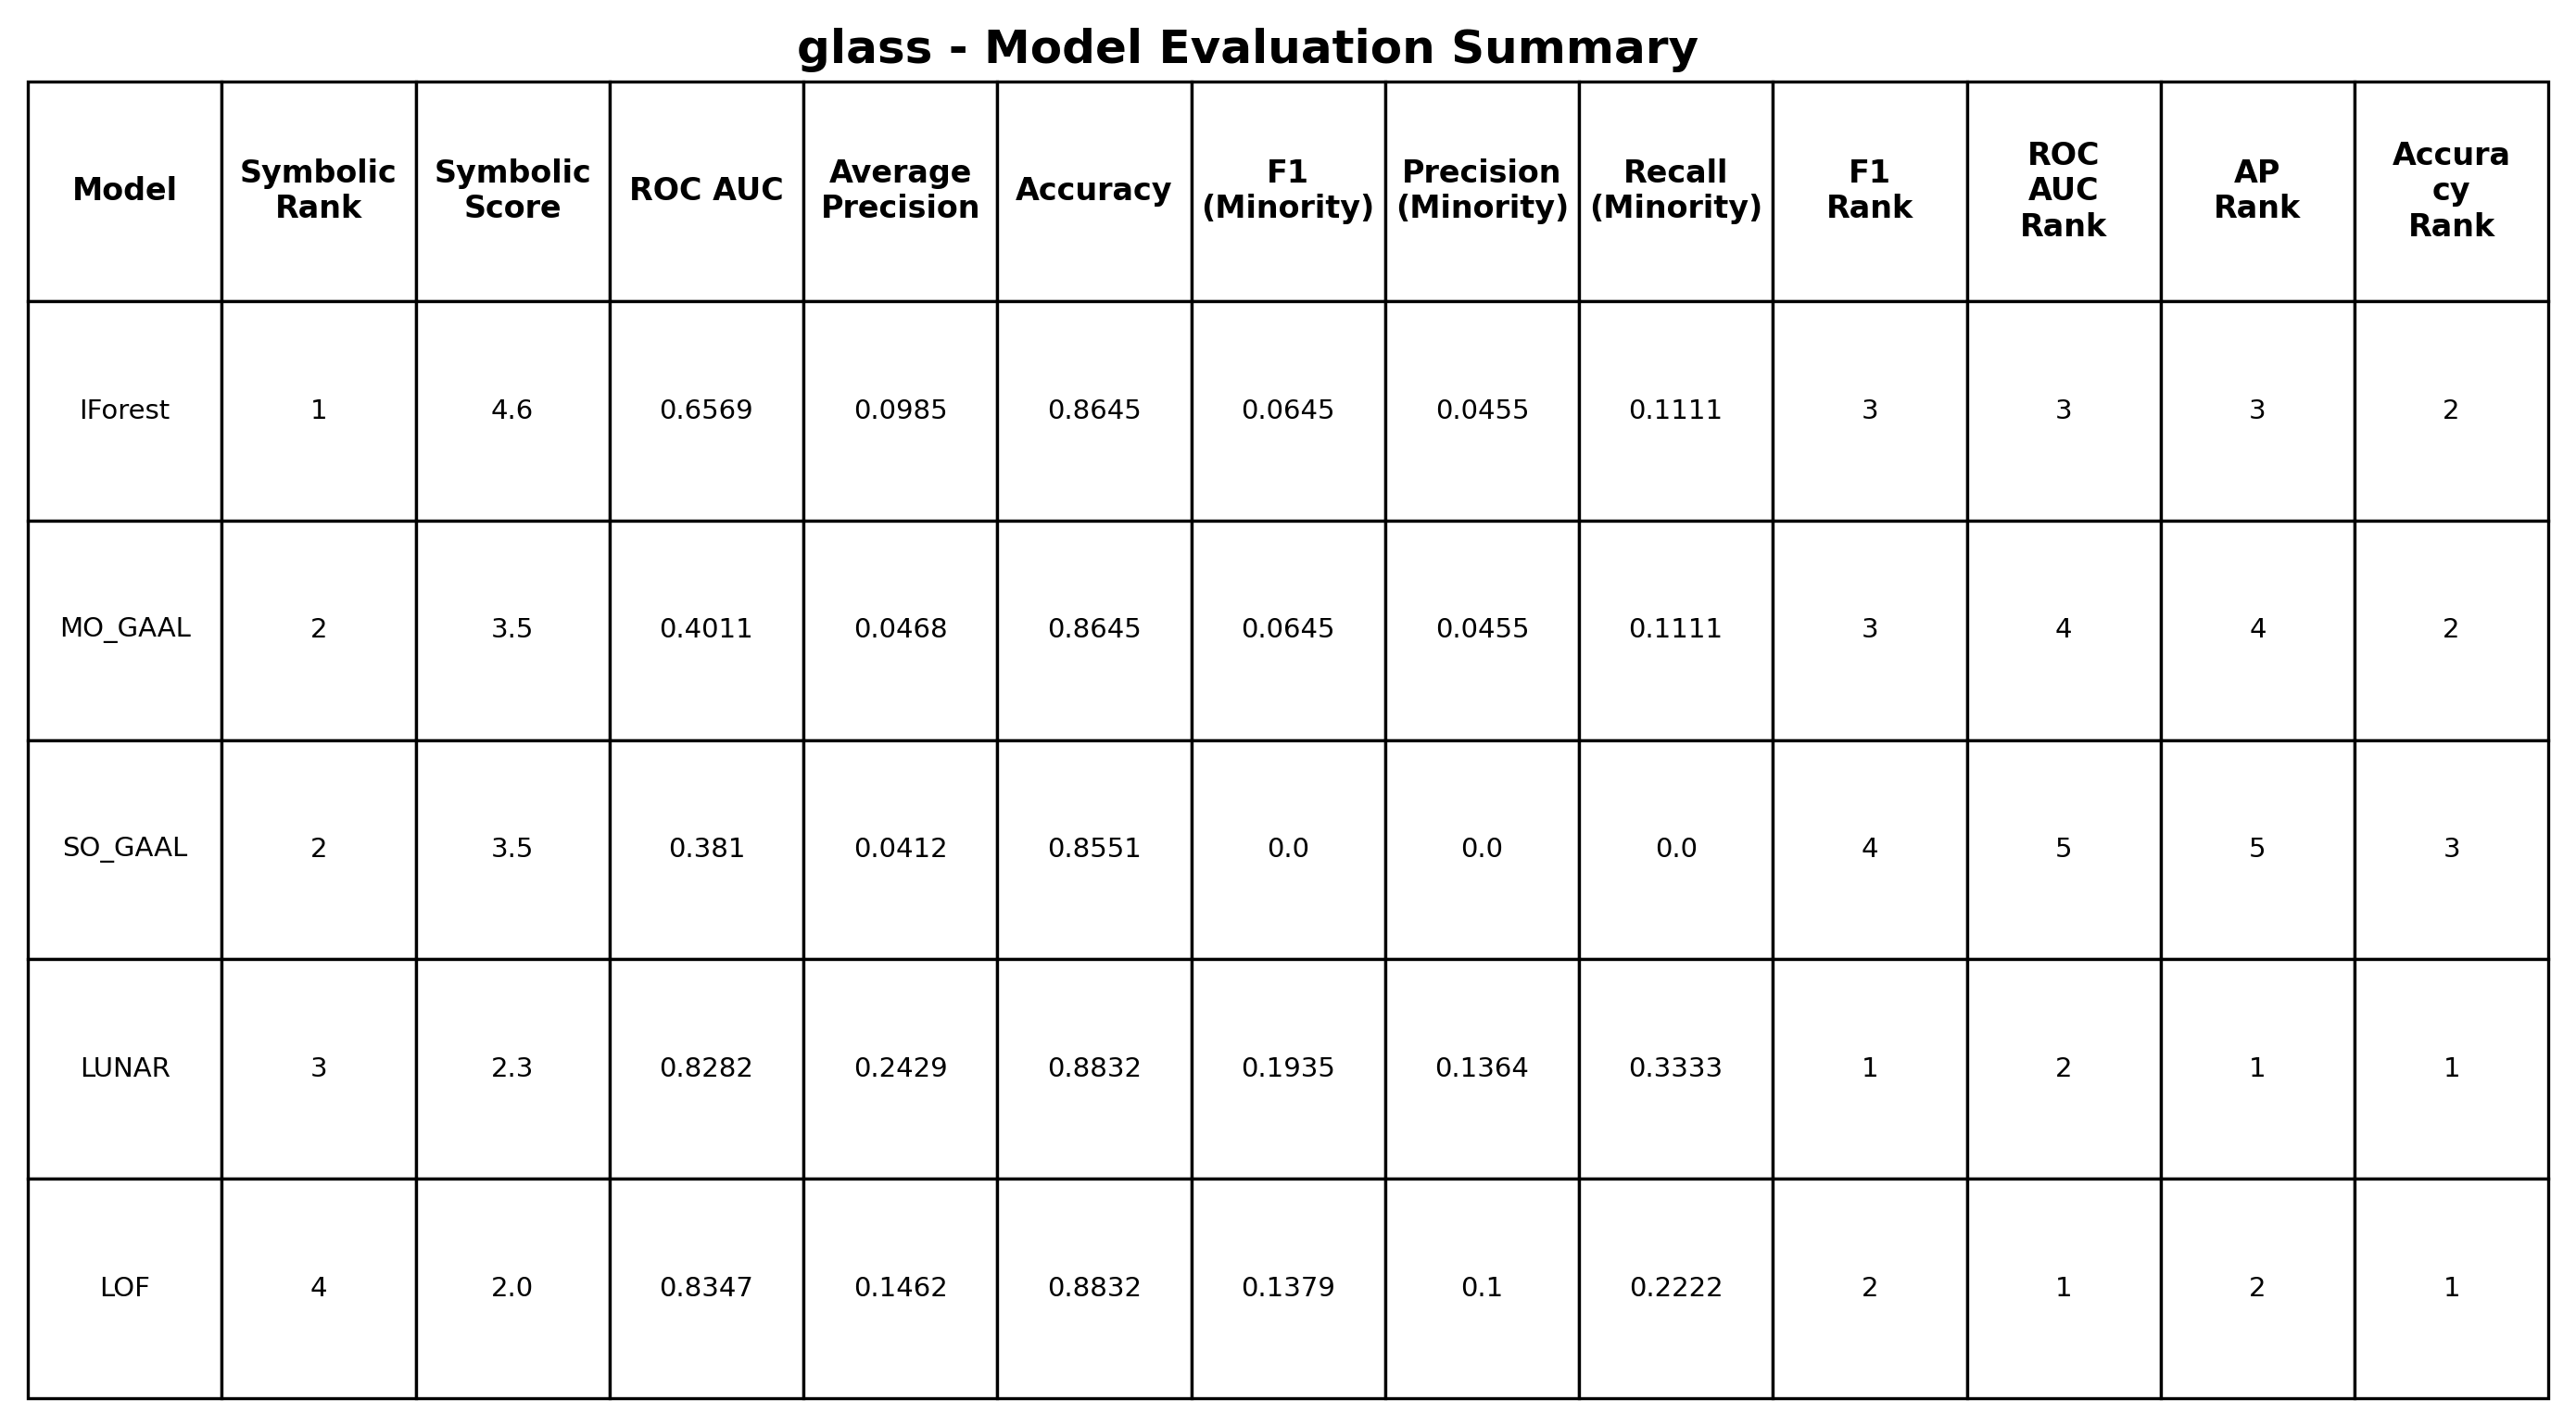 glass - Model Evaluation Summary
Model Symbolic Rank Symbolic Score ROC AUC Average Precision Accuracy F1 (Minority) Precision (Minority) Recall (Minority) F1 Rank ROC AUC Rank AP Rank Accura cy Rank
IForest 1 4.6 0.6569 0.0985 0.8645 0.0645 0.0455 0.1111 3 3 3 2
MO_GAAL 2 3.5 0.4011 0.0468 0.8645 0.0645 0.0455 0.1111 3 4 4 2
SO_GAAL 2 3.5 0.381 0.0412 0.8551 0.0 0.0 0.0 4 5 5 3
LUNAR 3 2.3 0.8282 0.2429 0.8832 0.1935 0.1364 0.3333 1 2 1 1
LOF 4 2.0 0.8347 0.1462 0.8832 0.1379 0.1 0.2222 2 1 2 1